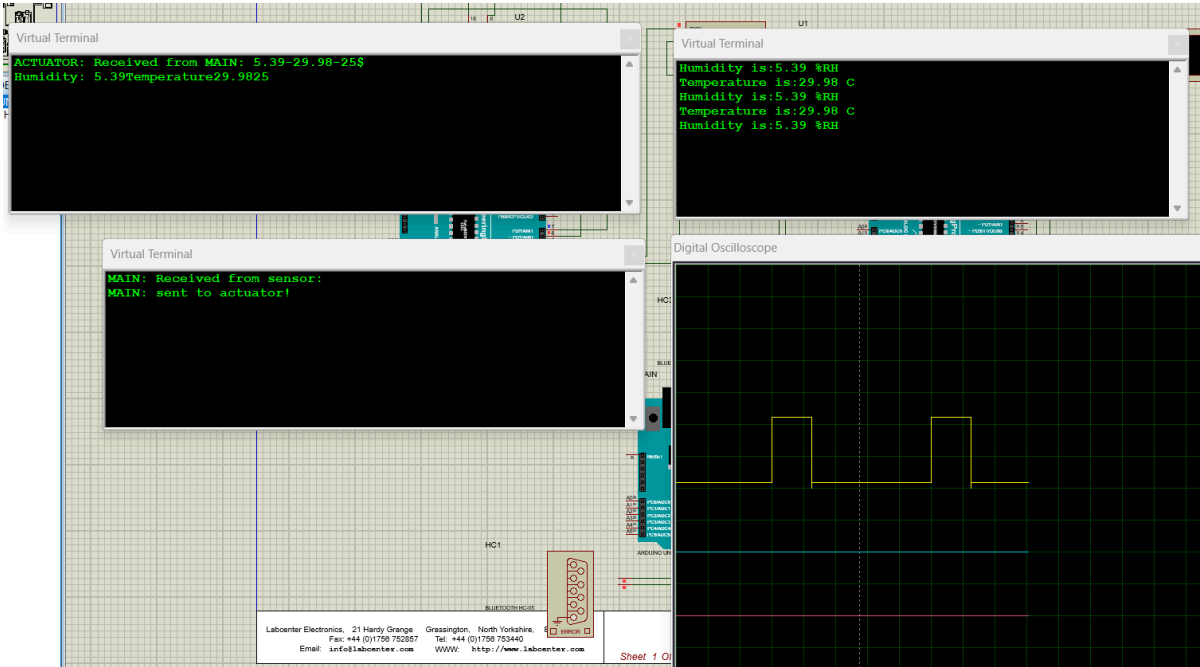 U2
U1
Virtual Terminal
ACTUATOR: Received from MAIN: 5.39-29.98-25$
Humidity: 5.39Temperature29.9825
Virtual Terminal
Humidity is:5.39 %RH
Temperature is:29.98 C
Humidity is:5.39 %RH
Temperature is:29.98 C
Humidity is:5.39 %RH
Virtual Terminal
MAIN: Received from sensor:
MAIN: sent to actuator!
Digital Oscilloscope
HC1
BLUETOOTH HC-05
ERROR
Labcenter Electronics, 21 Hardy Grange Grassington, North Yorkshire,
Fax: +44 (0)1756 752857 Tel: +44 (0)1756 753440
Email: info@labcenter.com WWW: http://www.labcenter.com
Sheet 1 Of